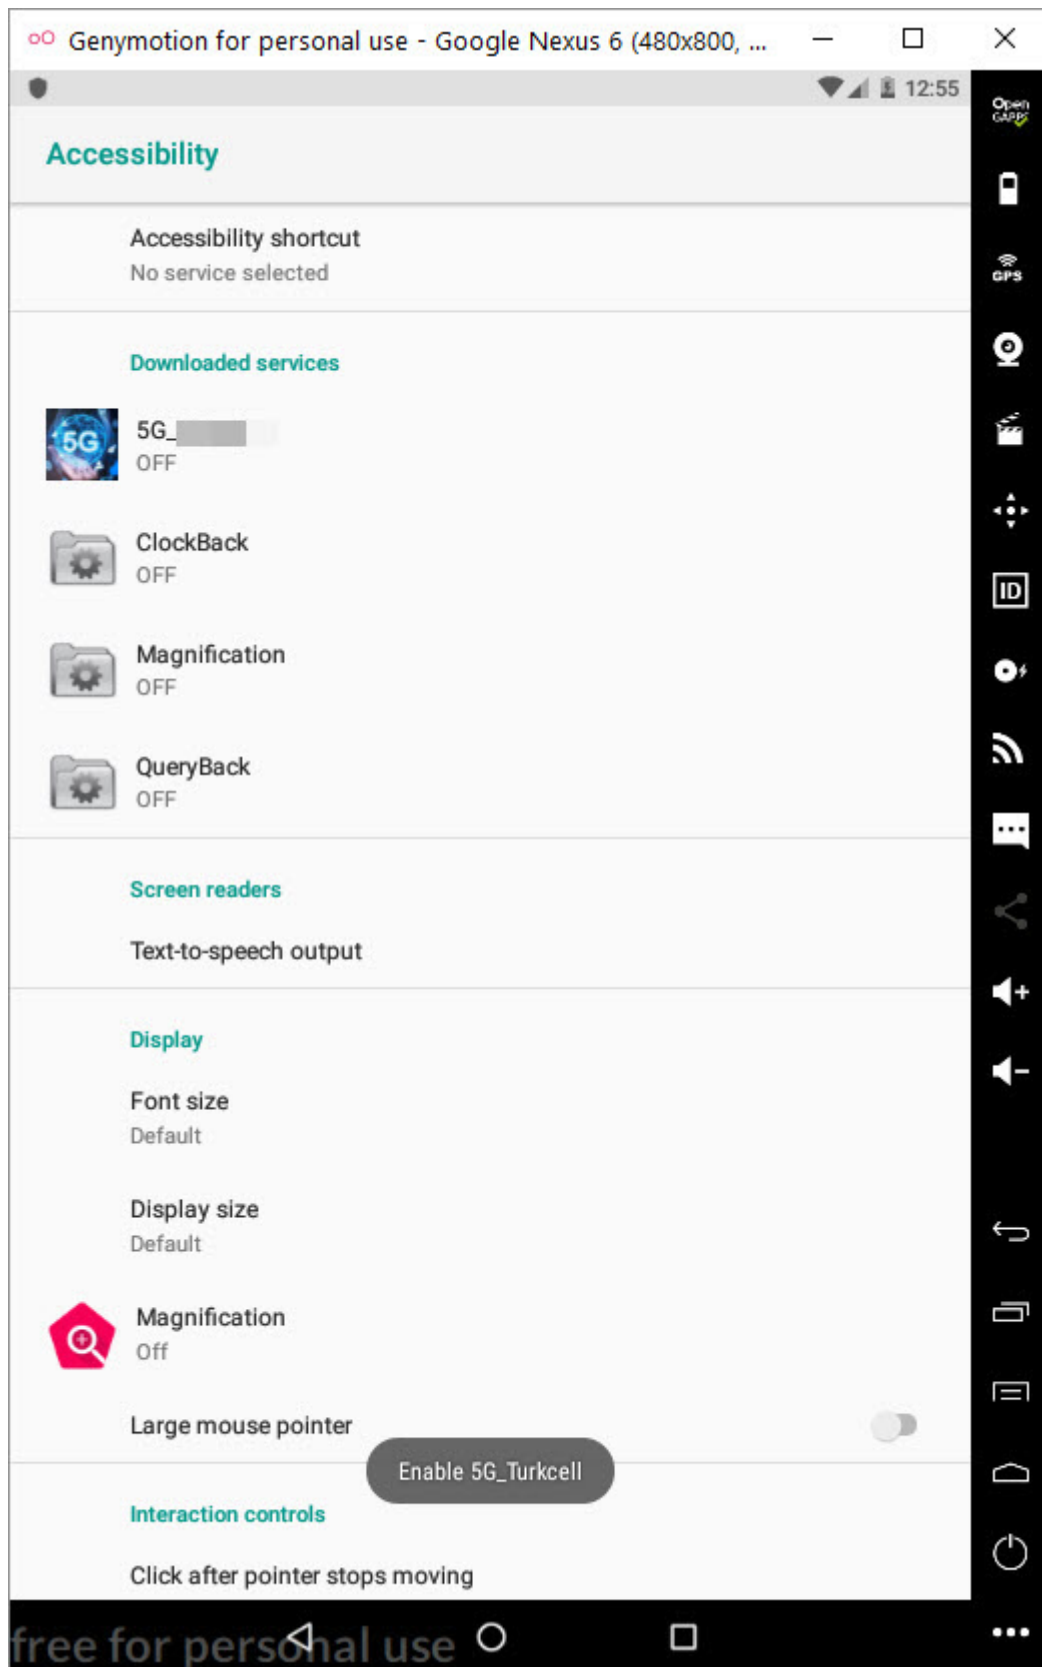 Genymotion for personal use - Google Nexus 6 (480x800, ...
12:55
Open
GAPPS
Accessibility
Accessibility shortcut
No service selected
GPS
Downloaded services
5G
5G_
OFF
ClockBack
OFF
ID
Magnification
OFF
QueryBack
OFF
Screen readers
Text-to-speech output
Display
Font size
Default
Display size
Default
Magnification
Off
Large mouse pointer
Enable 5G_Turkcell
Interaction controls
Click after pointer stops moving
free for personal use